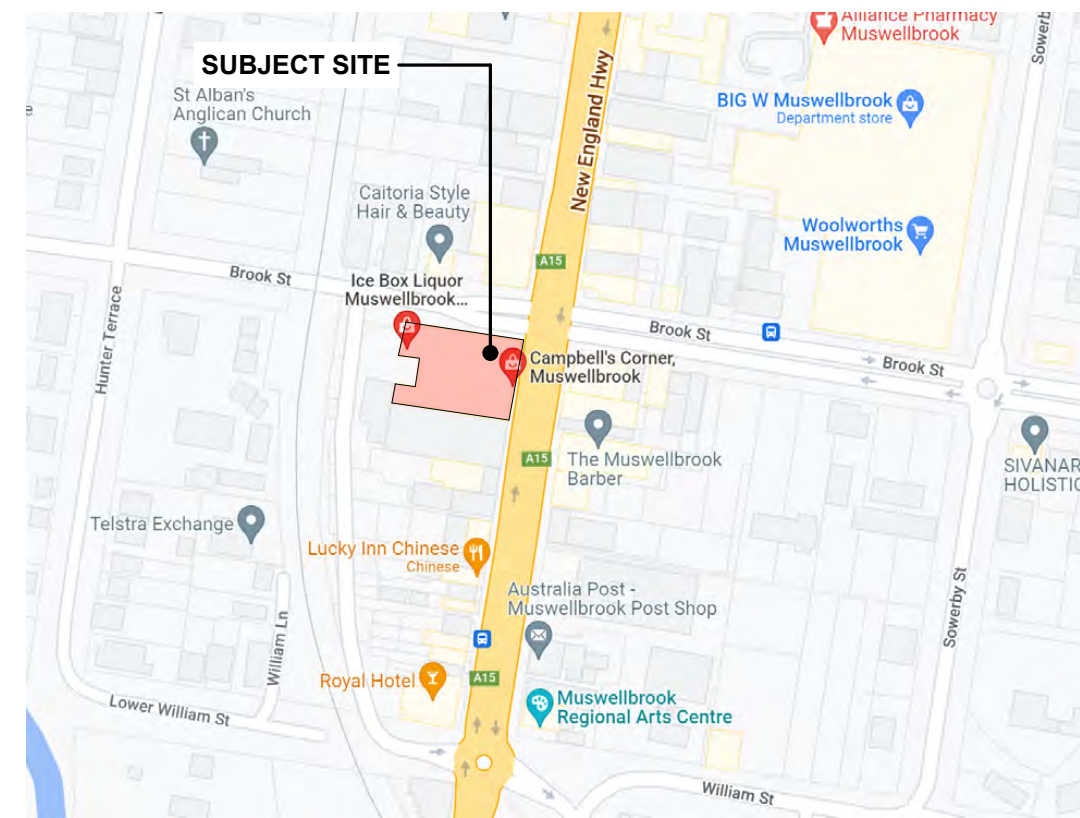 Alliance Pharmacy
Muswellbrook
SUBJECT SITE
St Alban's
Anglican Church
BIG W Muswellbrook
Department store
New England Hwy
Caitoria Style
Hair & Beauty
Woolworths
Muswellbrook
A15
Brook St
Ice Box Liquor
Muswellbrook...
Brook St
Brook St
Hunter Terrace
Campbell's Corner,
Muswellbrook
A15
The Muswellbrook
Barber
SIVANAR
HOLISTIC
Telstra Exchange
Lucky Inn Chinese
Chinese
Australia Post -
Muswellbrook Post Shop
Sowerby St
William Ln
Royal Hotel
A15
Muswellbrook
Regional Arts Centre
Lower William St
William St